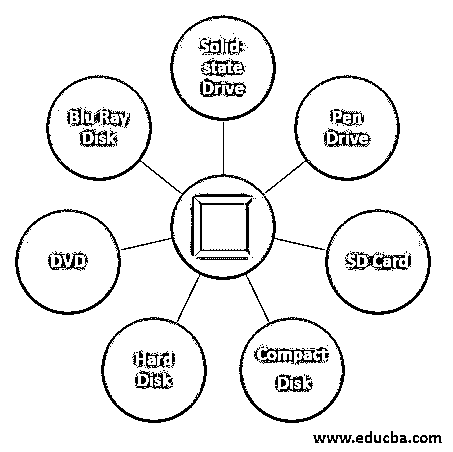 Solid-
state
Drive
Pen
Drive
SD Card
Compact
Disk
Hard
Disk
DVD
Blu Ray
Disk
www.educba.com